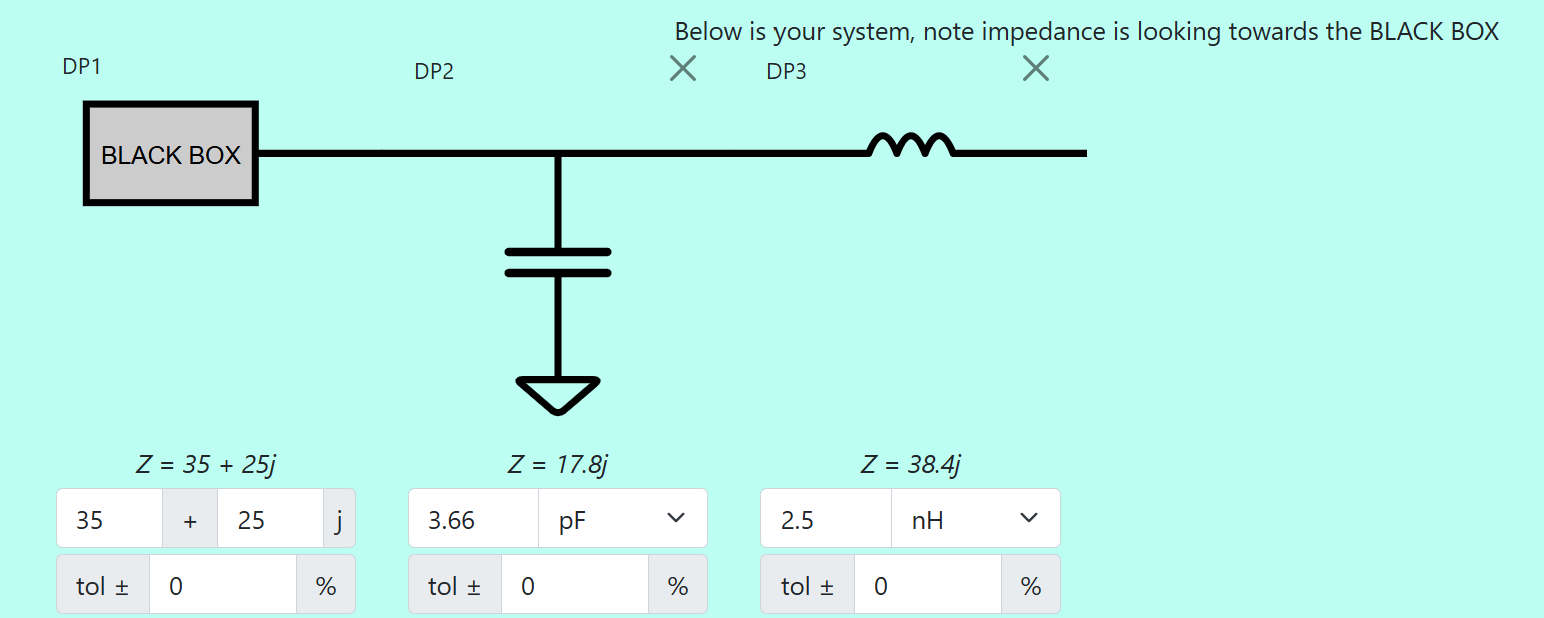 Below is your system, note impedance is looking towards the BLACK BOX
DP1
DP2
DP3
BLACK BOX
Z = 35 + 25j
Z = 17.8j
Z = 38.4j
35 + 25 j
3.66 pF
2.5 nH
tol ± 0 %
tol ± 0 %
tol ± 0 %